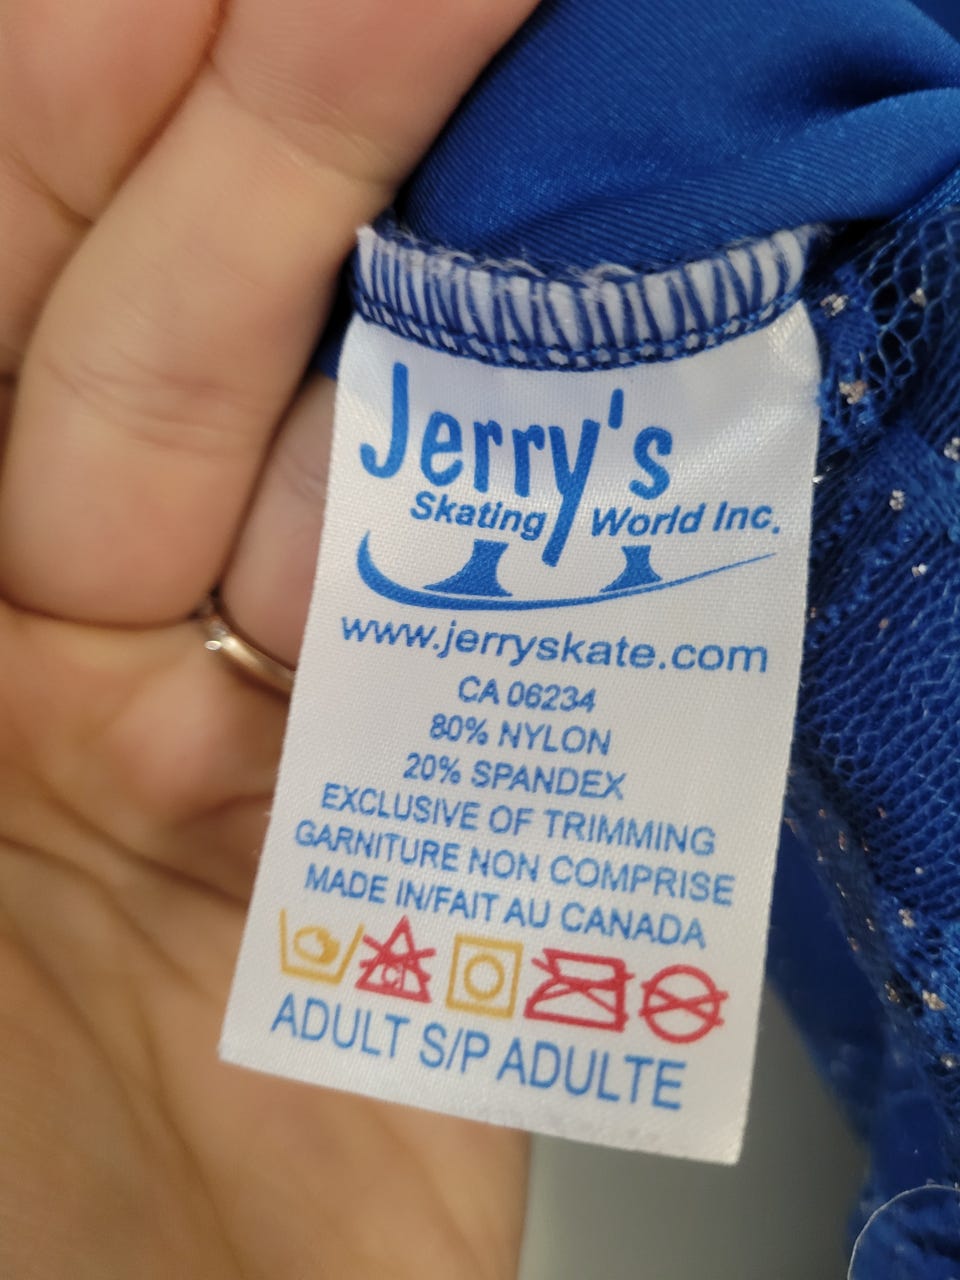 Jerry's
Skating World Inc.
www.jerryskate.com
CA 06234
80% NYLON
20% SPANDEX
EXCLUSIVE OF TRIMMING
GARNITURE NON COMPRISE
MADE IN/FAIT AU CANADA
Cl
ADULT S/P ADULTE